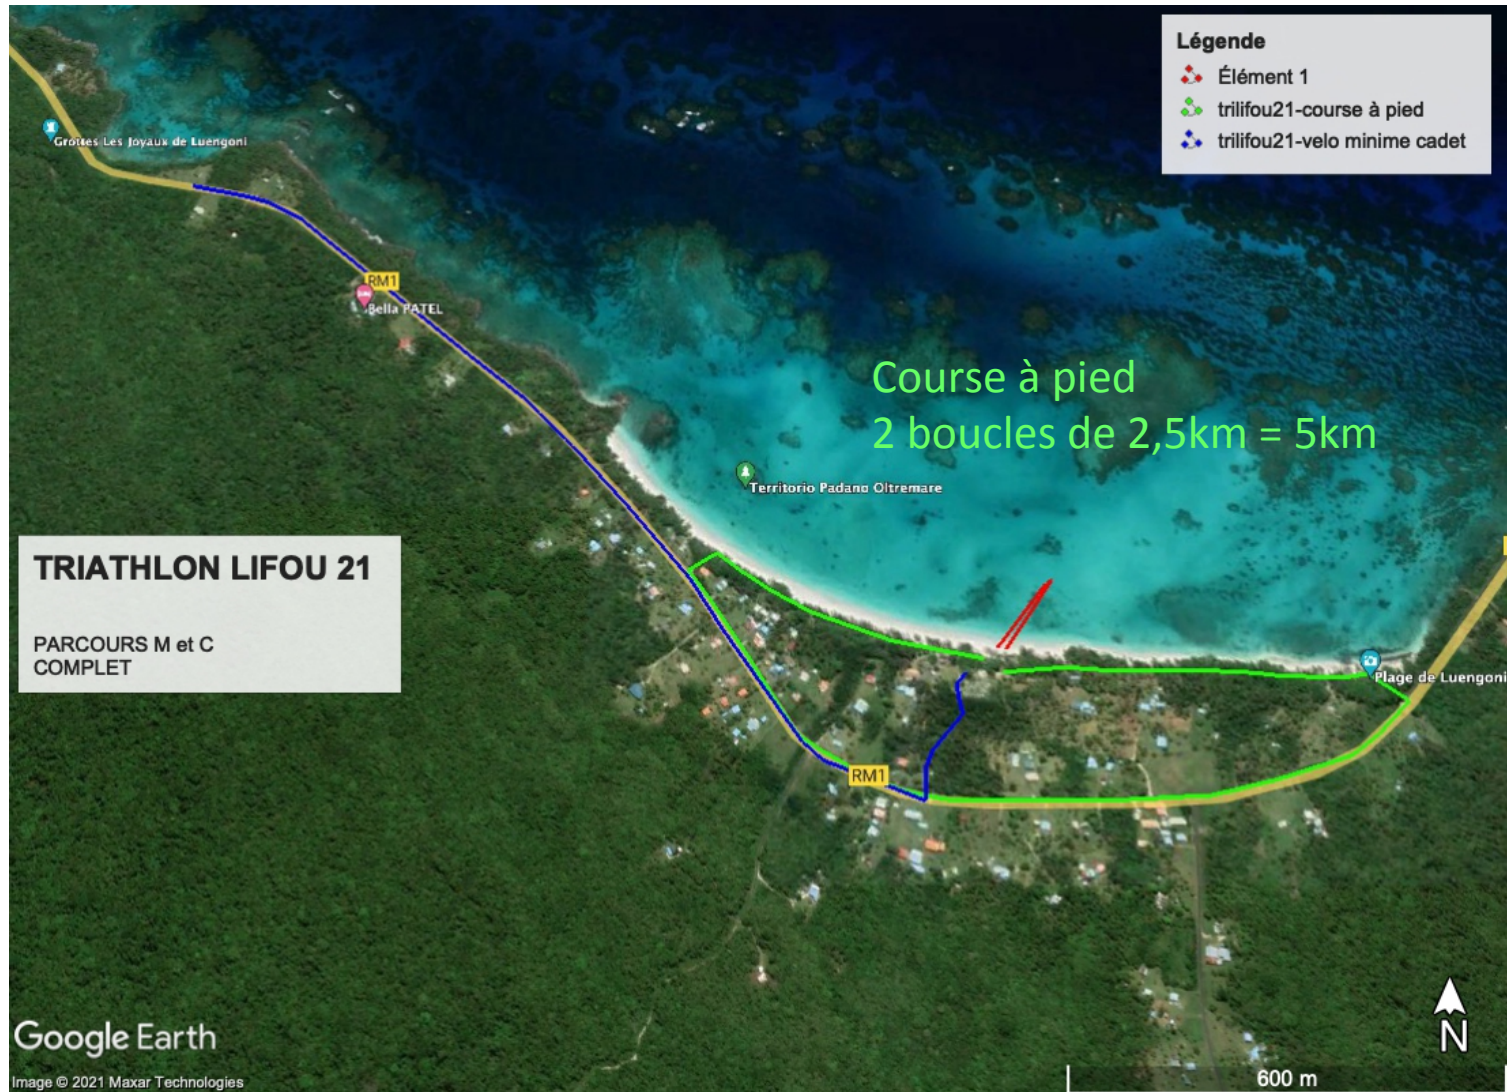 Légende
Élément 1
trilifou21-course à pied
trilifou21-velo minime cadet
Grottes Les Joyaux de Luengoni
RM1
Bella PATEL
Course à pied
2 boucles de 2,5km = 5km
Territorio Padano Oltremare
TRIATHLON LIFOU 21
PARCOURS M et C
COMPLET
Plage de Luengoni
RM1
Google Earth
N
Image © 2021 Maxar Technologies
600 m